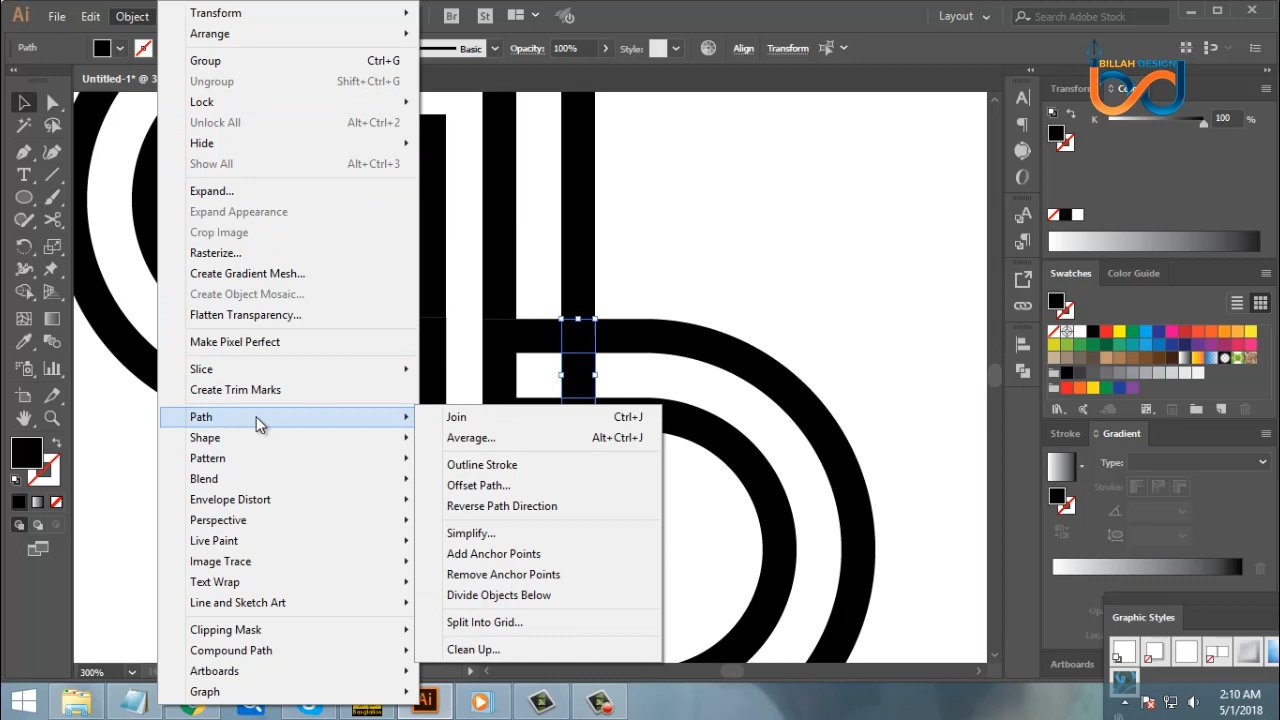 Ai File Edit Object Br St Layout Search Adobe Stock
Path Basic Opacity: 100% Style: Align Transform
Untitled-1* @ 3
BILLAH DESIGN
Transform
Arrange
Group Ctrl+G
Ungroup Shift+Ctrl+G
Lock
Unlock All Alt+Ctrl+2
Hide
Show All Alt+Ctrl+3
Expand...
Expand Appearance
Crop Image
Rasterize...
Create Gradient Mesh...
Create Object Mosaic...
Flatten Transparency...
Make Pixel Perfect
Slice
Create Trim Marks
Path
Shape
Pattern
Blend
Envelope Distort
Perspective
Live Paint
Image Trace
Text Wrap
Line and Sketch Art
Clipping Mask
Compound Path
Artboards
Graph
Join Ctrl+J
Average... Alt+Ctrl+J
Outline Stroke
Offset Path...
Reverse Path Direction
Simplify...
Add Anchor Points
Remove Anchor Points
Divide Objects Below
Split Into Grid...
Clean Up...
Transform
K 100 %
Swatches Color Guide
Stroke Gradient
Type:
Stroke:
Graphic Styles
Artboards
300%
Ai
2:10 AM
5/1/2018